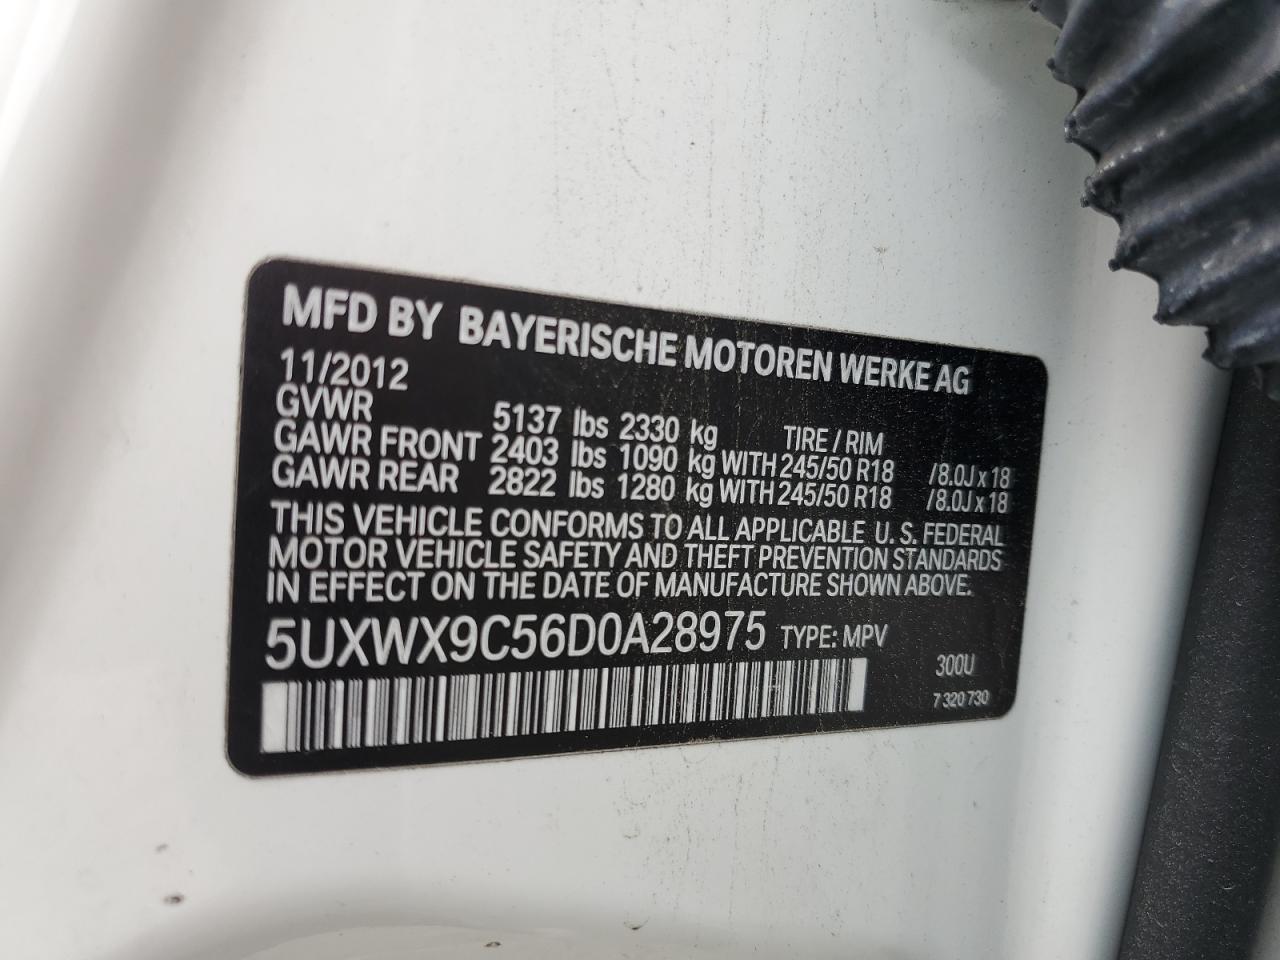 MFD BY BAYERISCHE MOTOREN WERKE AG
11/2012
GVWR 5137 lbs 2330 kg TIRE / RIM
GAWR FRONT 2403 lbs 1090 kg WITH 245/50 R18 /8.0J x 18
GAWR REAR 2822 lbs 1280 kg WITH 245/50 R18 /8.0J x 18
THIS VEHICLE CONFORMS TO ALL APPLICABLE U. S. FEDERAL
MOTOR VEHICLE SAFETY AND THEFT PREVENTION STANDARDS
IN EFFECT ON THE DATE OF MANUFACTURE SHOWN ABOVE.
5UXWX9C56D0A28975 TYPE: MPV
300U
7 320 730